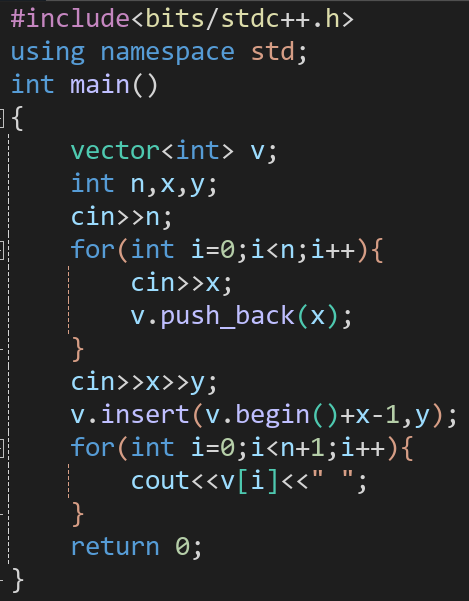 #include<bits/stdc++.h>
using namespace std;
int main()
{
    vector<int> v;
    int n,x,y;
    cin>>n;
    for(int i=0;i<n;i++){
        cin>>x;
        v.push_back(x);
    }
    cin>>x>>y;
    v.insert(v.begin()+x-1,y);
    for(int i=0;i<n+1;i++){
        cout<<v[i]<<" ";
    }
    return 0;
}